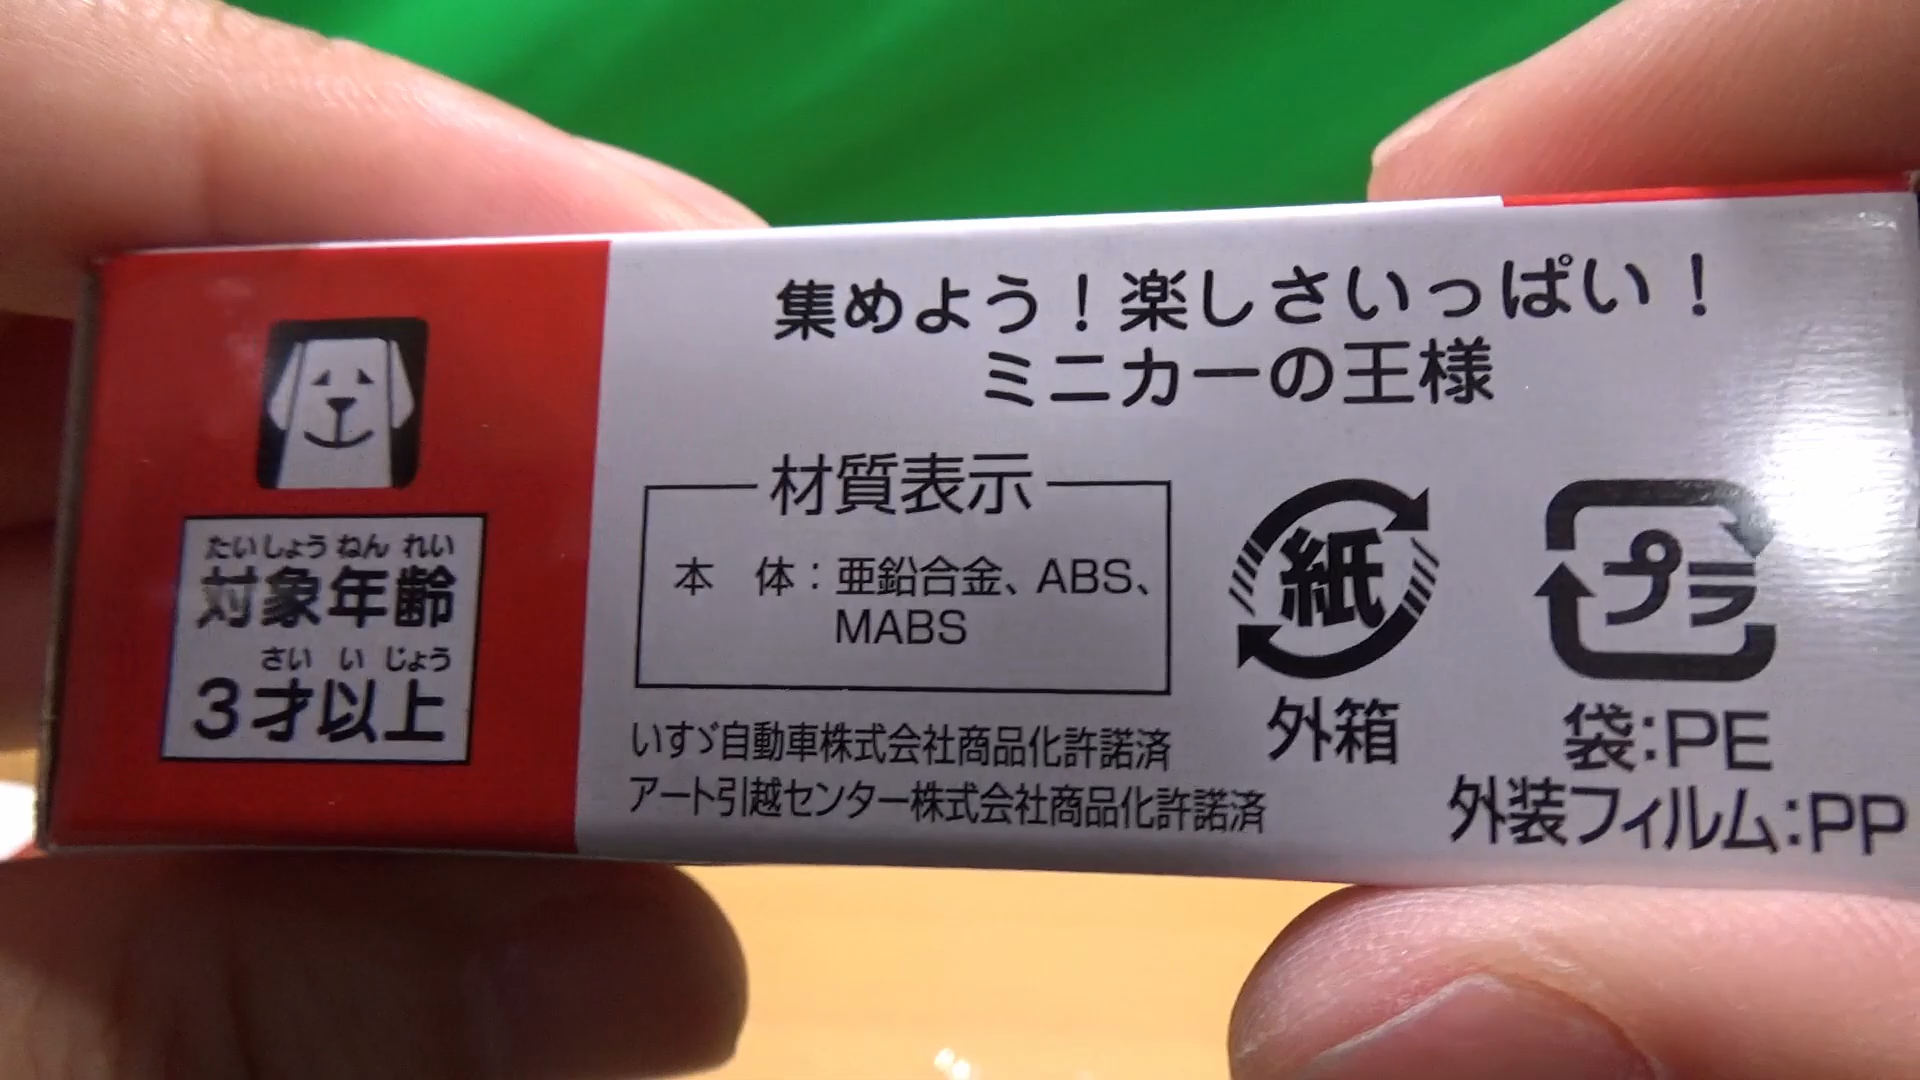 集めよう！楽しさいっぱい！
ミニカーの王様
たいしょうねんれい
対象年齢
さいいじょう
3才以上
材質表示
本　体：亜鉛合金、ABS、
MABS
いすゞ自動車株式会社商品化許諾済
アート引越センター株式会社商品化許諾済
紙
外箱
プラ
袋：PE
外装フィルム：PP